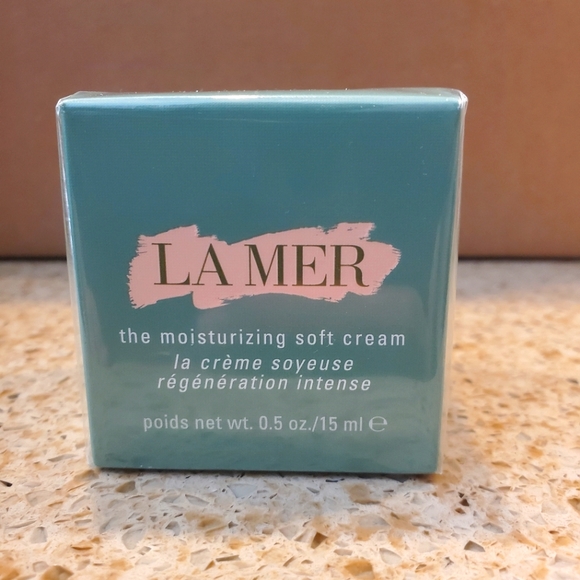 LA MER
the moisturizing soft cream
la crème soyeuse
régénération intense
poids net wt. 0.5 oz./15 ml ℮